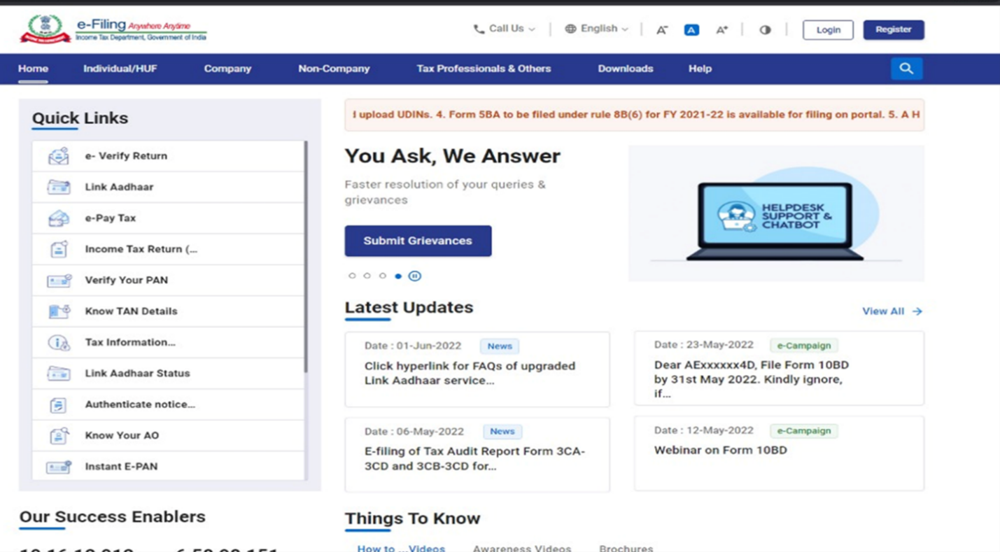 e-Filing Anywhere Anytime
Income Tax Department, Government of India
Call Us
English
A-
A
A+
Login
Register
Home
Individual/HUF
Company
Non-Company
Tax Professionals & Others
Downloads
Help
Quick Links
e- Verify Return
Link Aadhaar
e-Pay Tax
Income Tax Return (...
Verify Your PAN
Know TAN Details
Tax Information...
Link Aadhaar Status
Authenticate notice...
Know Your AO
Instant E-PAN
Our Success Enablers
upload UDINs. 4. Form 5BA to be filed under rule 8B(6) for FY 2021-22 is available for filing on portal. 5. A H
You Ask, We Answer
Faster resolution of your queries &
grievances
Submit Grievances
HELPDESK
SUPPORT &
CHATBOT
Latest Updates
View All
Date : 01-Jun-2022 News
Click hyperlink for FAQs of upgraded
Link Aadhaar service...
Date : 23-May-2022 e-Campaign
Dear AExxxxxx4D, File Form 10BD
by 31st May 2022. Kindly ignore,
if...
Date : 06-May-2022 News
E-filing of Tax Audit Report Form 3CA-
3CD and 3CB-3CD for...
Date : 12-May-2022 e-Campaign
Webinar on Form 10BD
Things To Know
How to ...Videos
Awareness Videos
Brochures